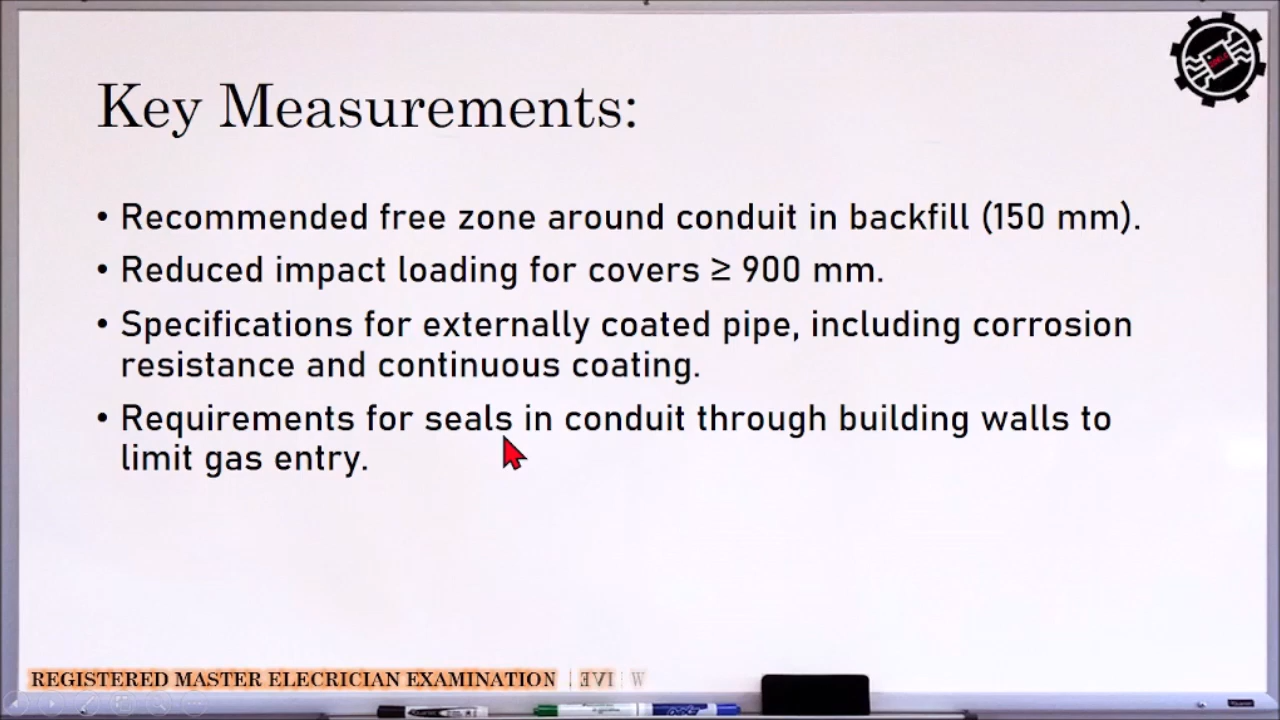 Key Measurements:
• Recommended free zone around conduit in backfill (150 mm).
• Reduced impact loading for covers ≥ 900 mm.
• Specifications for externally coated pipe, including corrosion
resistance and continuous coating.
• Requirements for seals in conduit through building walls to
limit gas entry.
REGISTERED MASTER ELECRICIAN EXAMINATION